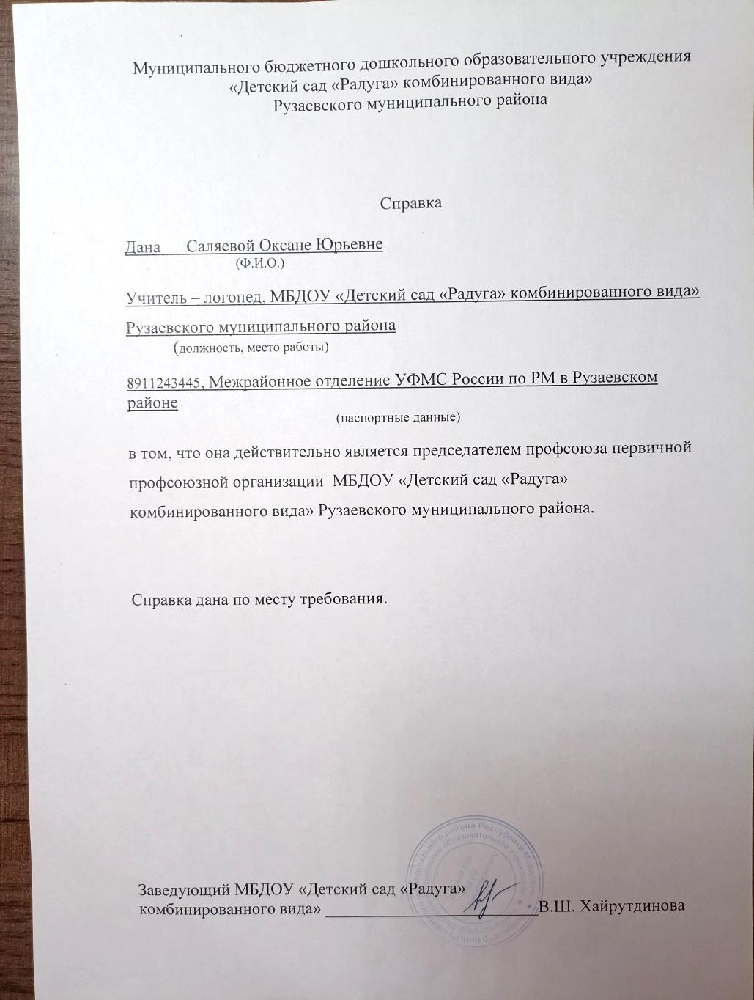 Муниципального бюджетного дошкольного образовательного учреждения
«Детский сад «Радуга» комбинированного вида»
Рузаевского муниципального района
Справка
Дана Саляевой Оксане Юрьевне
(Ф.И.О.)
Учитель – логопед, МБДОУ «Детский сад «Радуга» комбинированного вида»
Рузаевского муниципального района
(должность, место работы)
8911243445, Межрайонное отделение УФМС России по РМ в Рузаевском
районе
(паспортные данные)
в том, что она действительно является председателем профсоюза первичной
профсоюзной организации МБДОУ «Детский сад «Радуга»
комбинированного вида» Рузаевского муниципального района.
Справка дана по месту требования.
Заведующий МБДОУ «Детский сад «Радуга»
комбинированного вида» ________________________В.Ш. Хайрутдинова